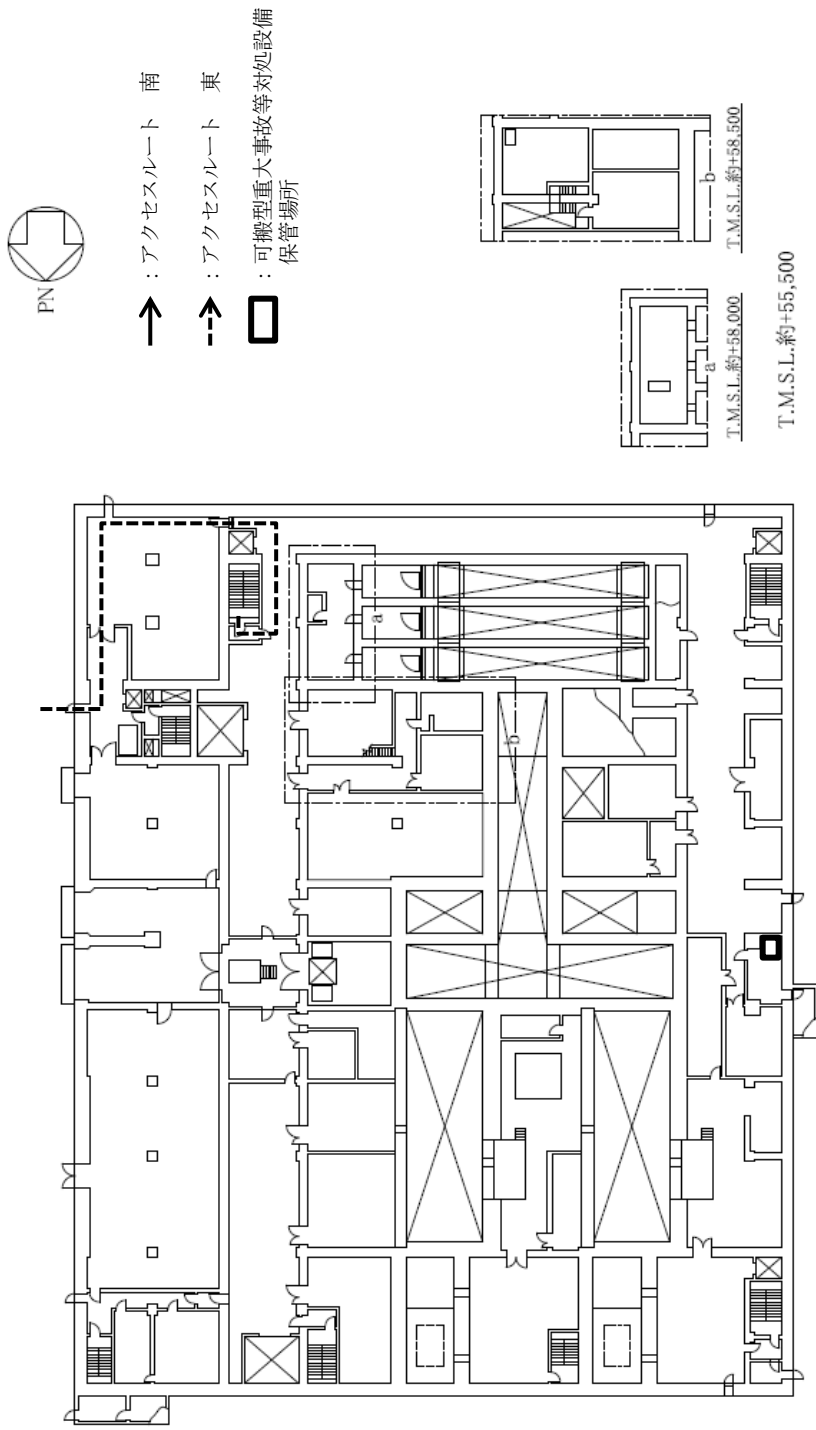 PN
：アクセスルート　南
：アクセスルート　東
：可搬型重大事故等対処設備
保管場所
a
b
a
T.M.S.L.約+58,000
b
T.M.S.L.約+58,500
T.M.S.L.約+55,500